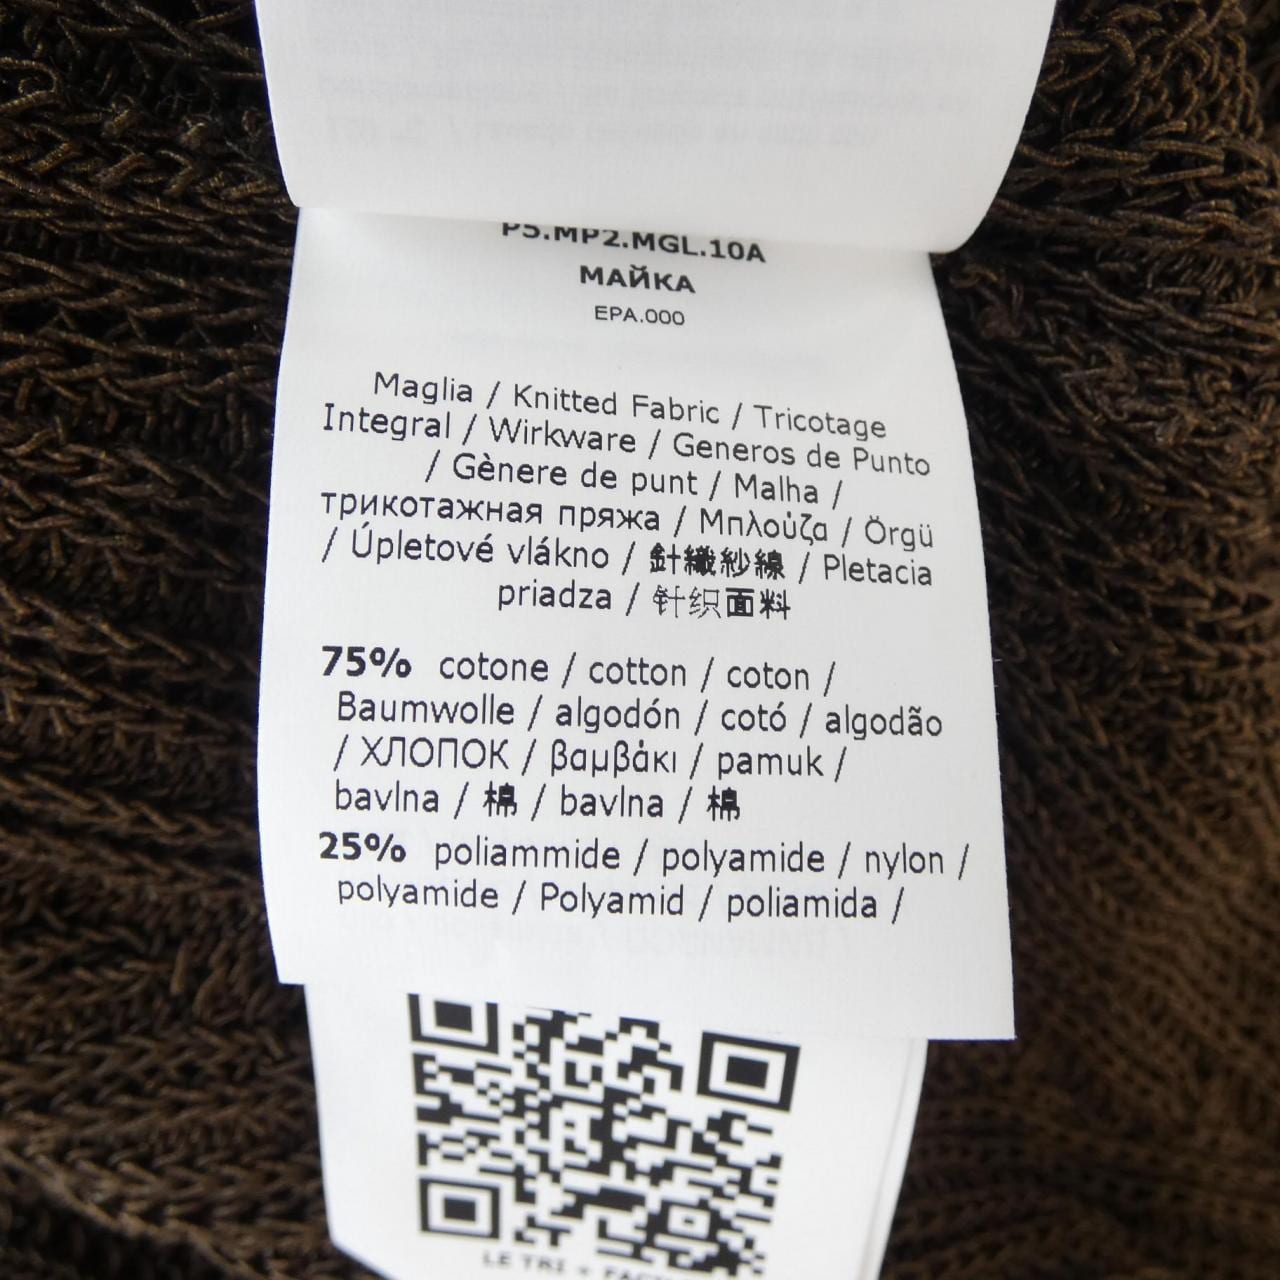 P5.MP2.MGL.10A
МАЙКА
EPA.000
Maglia / Knitted Fabric / Tricotage
Integral / Wirkware / Generos de Punto
/ Gènere de punt / Malha /
трикотажная пряжа / Μπλούζα / Örgü
/ Úpletové vlákno / 針織紗線 / Pletacia
priadza / 针织面料
75% cotone / cotton / coton /
Baumwolle / algodón / cotó / algodão
/ ХЛОПОК / βαμβάκι / pamuk /
bavlna / 棉 / bavlna / 棉
25% poliammide / polyamide / nylon /
polyamide / Polyamid / poliamida /
LE TRI +